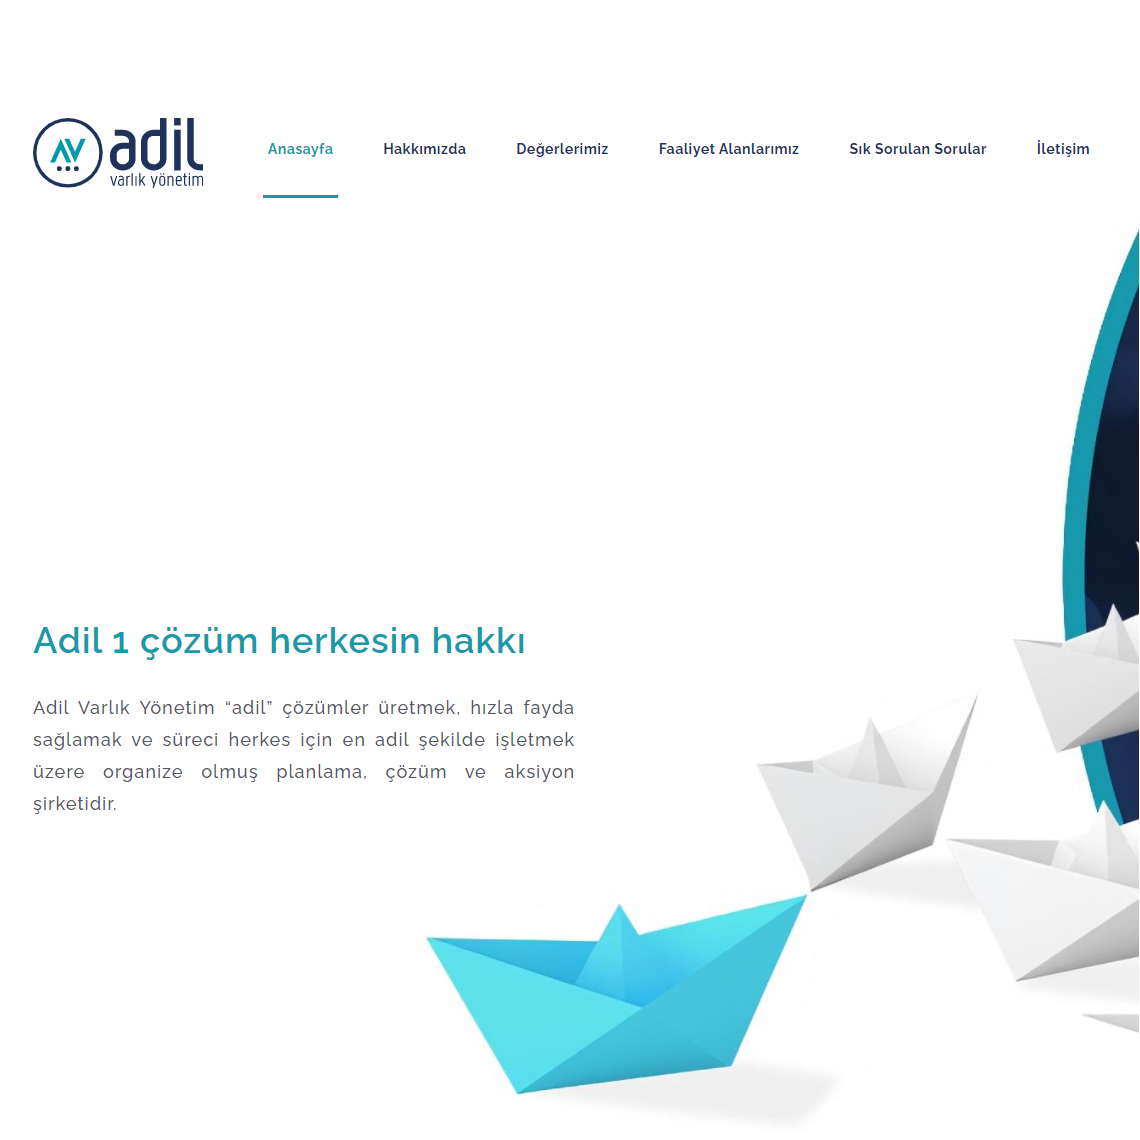 adil
varlık yönetim
Anasayfa Hakkımızda Değerlerimiz Faaliyet Alanlarımız Sık Sorulan Sorular İletişim
Adil 1 çözüm herkesin hakkı
Adil Varlık Yönetim “adil” çözümler üretmek, hızla fayda
sağlamak ve süreci herkes için en adil şekilde işletmek
üzere organize olmuş planlama, çözüm ve aksiyon
şirketidir.